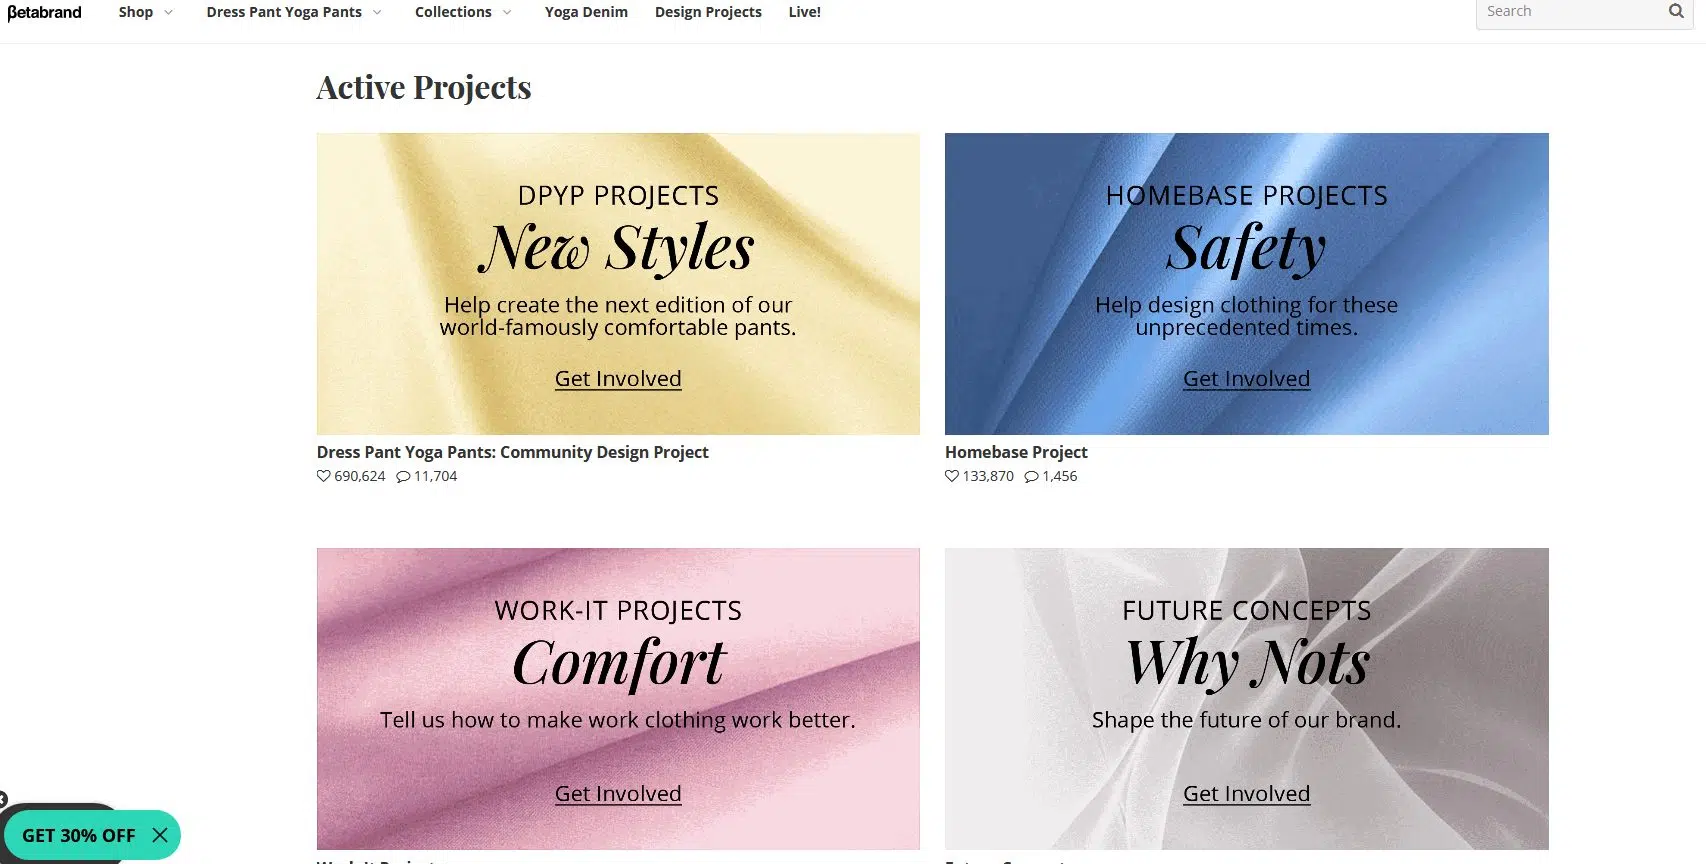 βetabrand
Shop
Dress Pant Yoga Pants
Collections
Yoga Denim
Design Projects
Live!
Search
Active Projects
DPYP PROJECTS
New Styles
Help create the next edition of our
world-famously comfortable pants.
Get Involved
Dress Pant Yoga Pants: Community Design Project
690,624 11,704
HOMEBASE PROJECTS
Safety
Help design clothing for these
unprecedented times.
Get Involved
Homebase Project
133,870 1,456
WORK-IT PROJECTS
Comfort
Tell us how to make work clothing work better.
Get Involved
FUTURE CONCEPTS
Why Nots
Shape the future of our brand.
Get Involved
GET 30% OFF